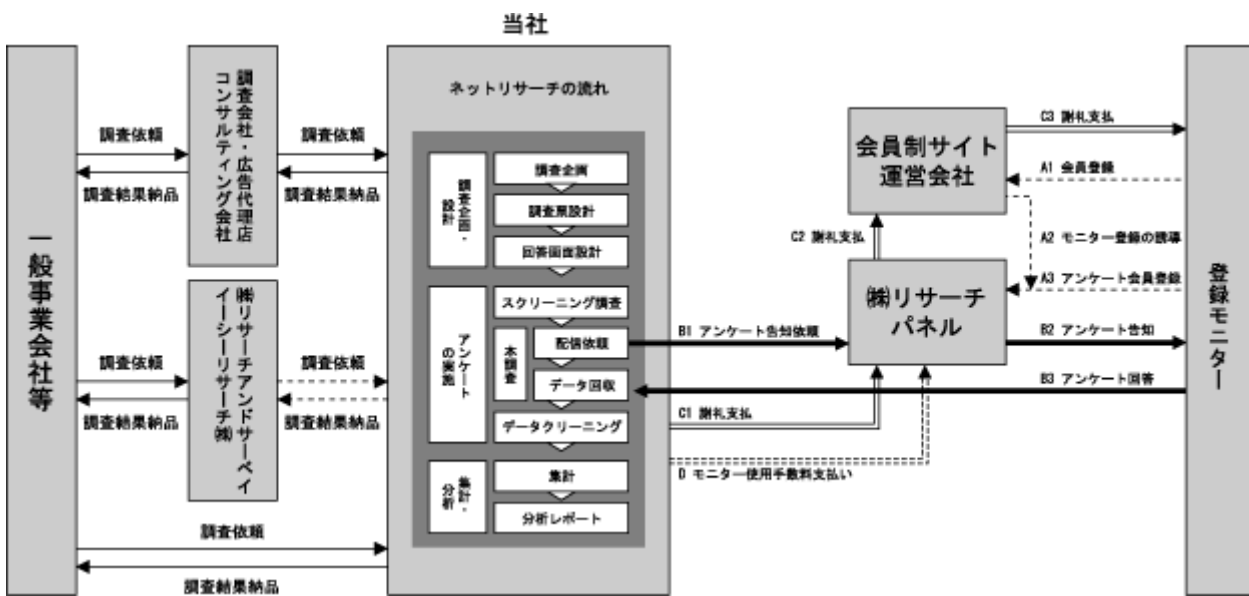 当社
一般事業会社等
調査依頼
調査結果納品
調査会社・広告代理店
コンサルティング会社
調査依頼
調査結果納品
調査依頼
調査結果納品
㈱リサーチアンドサーベイ
イーシーリサーチ㈱
調査依頼
調査結果納品
調査依頼
調査結果納品
ネットリサーチの流れ
調査企画・
設計
調査企画
調査票設計
回答画面設計
アンケート
の実施
スクリーニング調査
本調査
配信依頼
データ回収
データクリーニング
集計・
分析
集計
分析レポート
会員制サイト
運営会社
C3 謝礼支払
A1 会員登録
C2 謝礼支払
A2 モニター登録の誘導
A3 アンケート会員登録
㈱リサーチ
パネル
B1 アンケート告知依頼
B2 アンケート告知
B3 アンケート回答
C1 謝礼支払
D モニター使用手数料支払い
登録モニター